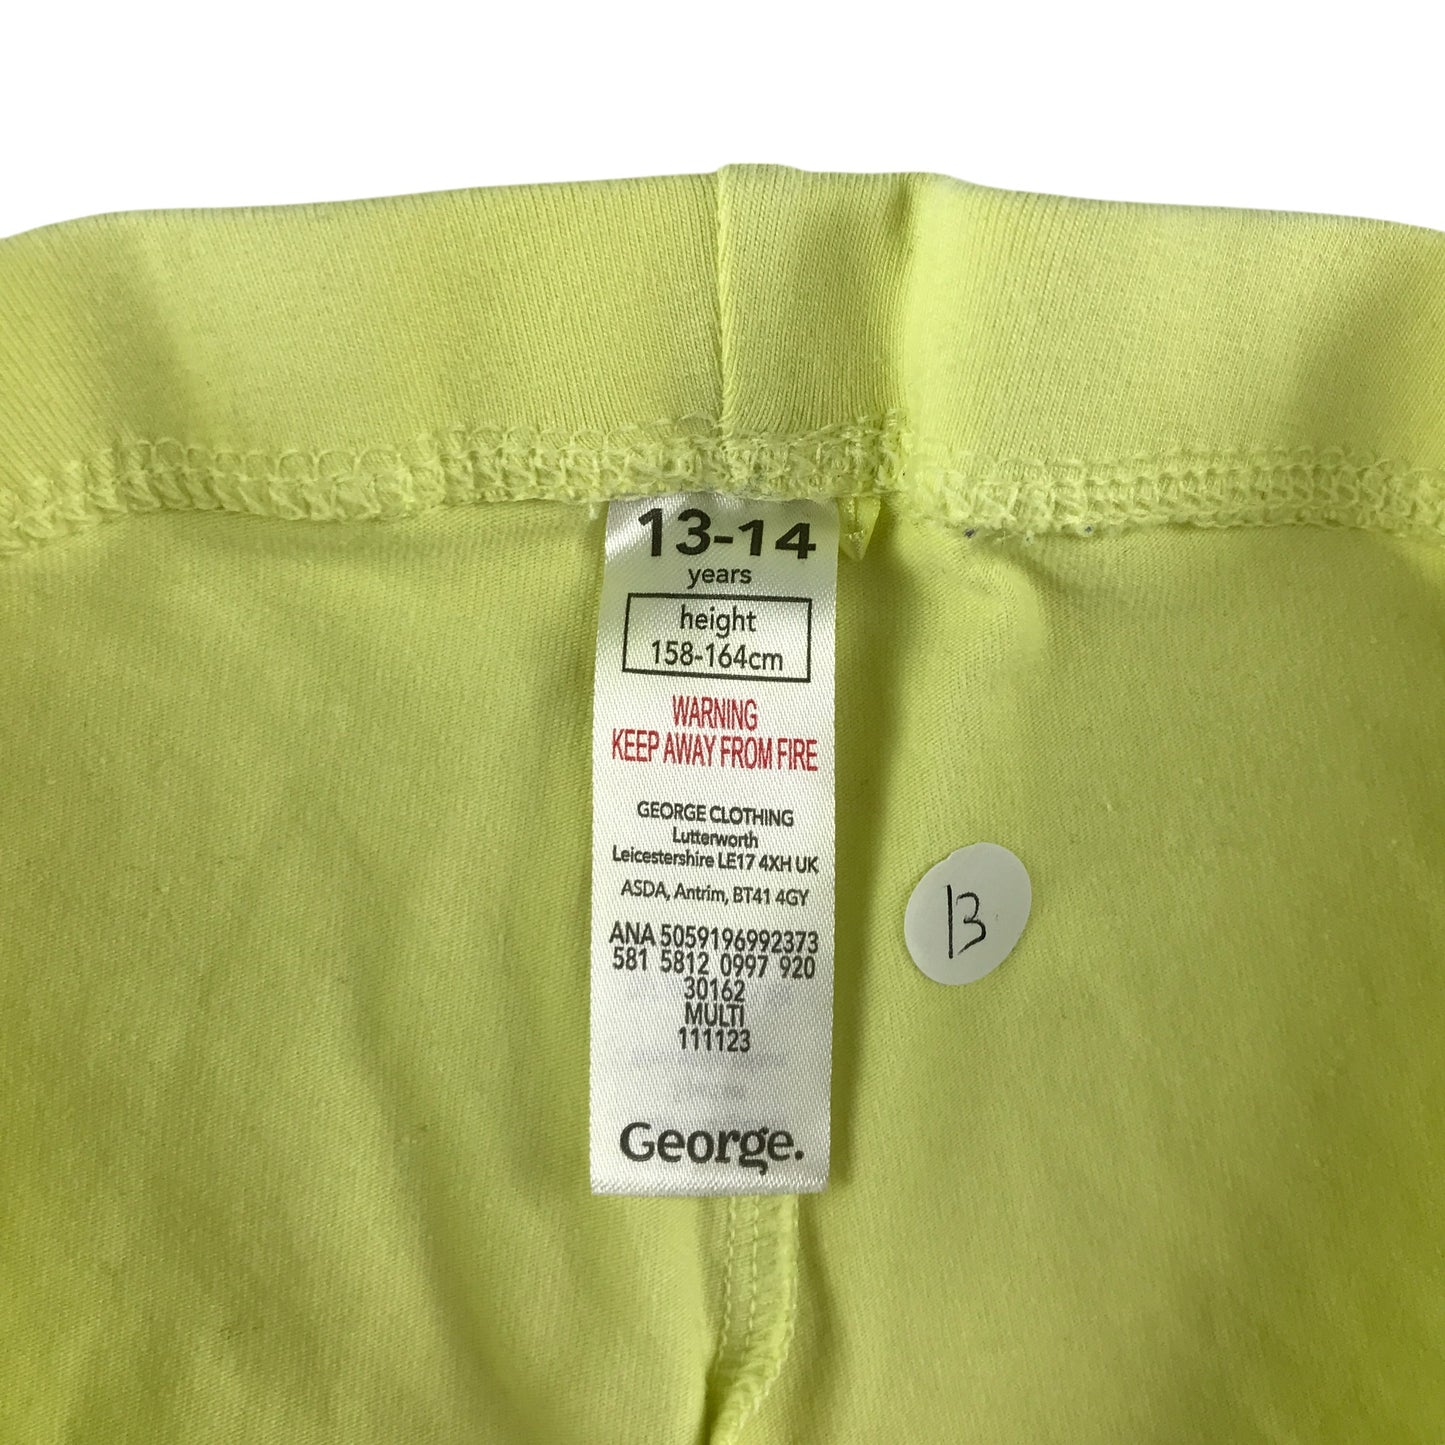 13-14
years
height
158-164cm
WARNING
KEEP AWAY FROM FIRE
GEORGE CLOTHING
Lutterworth
Leicestershire LE17 4XH UK
ASDA, Antrim, BT41 4GY
ANA 5059196992373
581 5812 0997 920
30162
MULTI
111123
George.
13